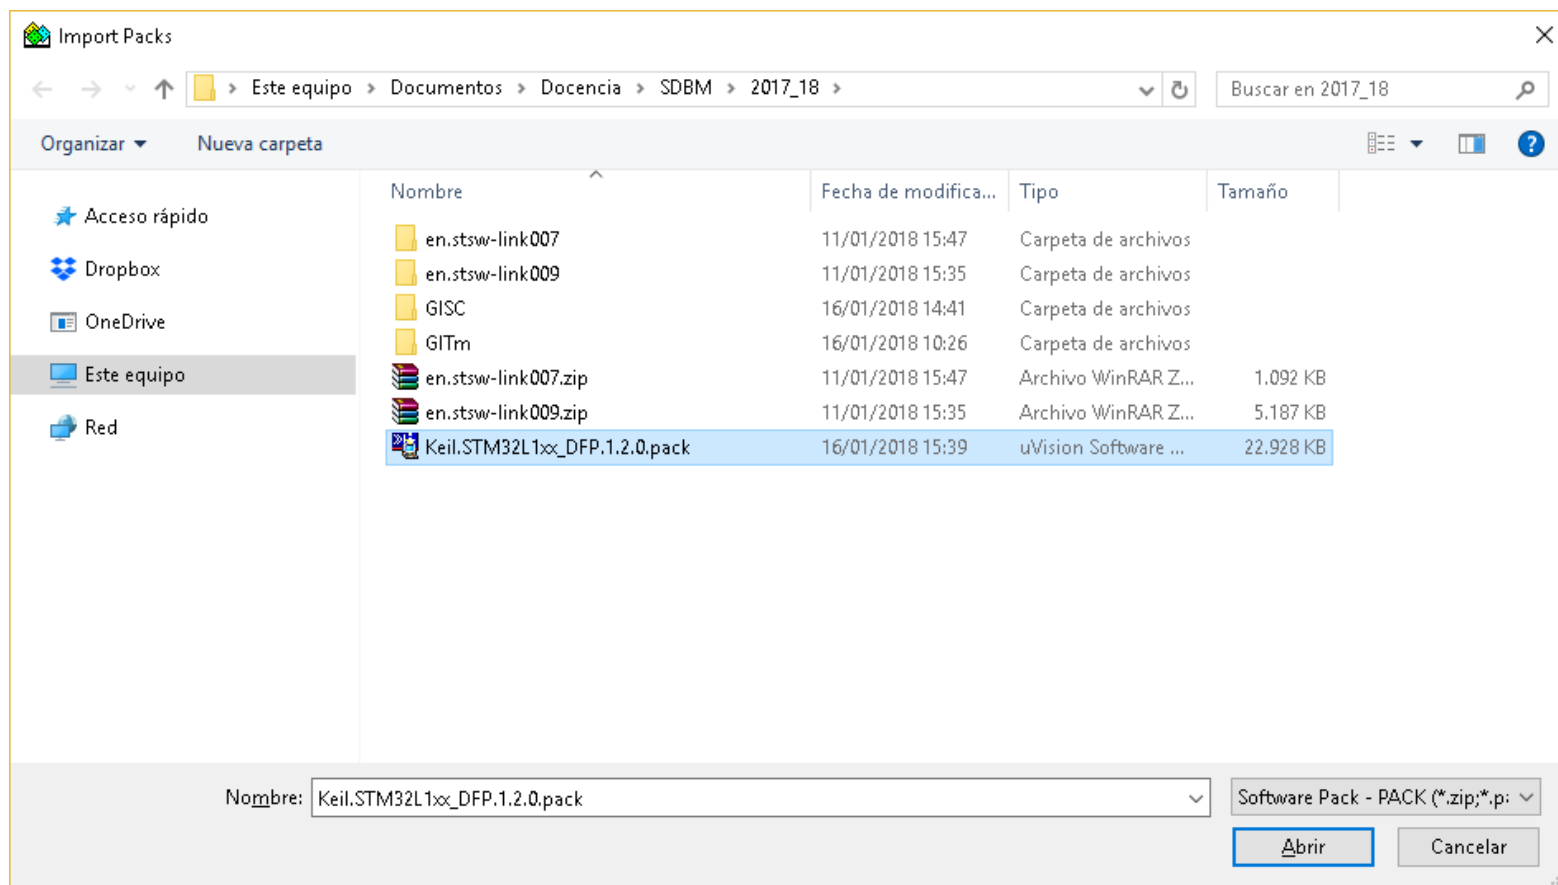 Import Packs
Este equipo > Documentos > Docencia > SDBM > 2017_18 >
Buscar en 2017_18
Organizar
Nueva carpeta
Nombre Fecha de modifica... Tipo Tamaño
Acceso rápido
Dropbox
OneDrive
Este equipo
Red
en.stsw-link007 11/01/2018 15:47 Carpeta de archivos
en.stsw-link009 11/01/2018 15:35 Carpeta de archivos
GISC 16/01/2018 14:41 Carpeta de archivos
GITm 16/01/2018 10:26 Carpeta de archivos
en.stsw-link007.zip 11/01/2018 15:47 Archivo WinRAR Z... 1.092 KB
en.stsw-link009.zip 11/01/2018 15:35 Archivo WinRAR Z... 5.187 KB
Keil.STM32L1xx_DFP.1.2.0.pack 16/01/2018 15:39 uVision Software ... 22.928 KB
Nombre: Keil.STM32L1xx_DFP.1.2.0.pack
Software Pack - PACK (*.zip;*.p
Abrir
Cancelar